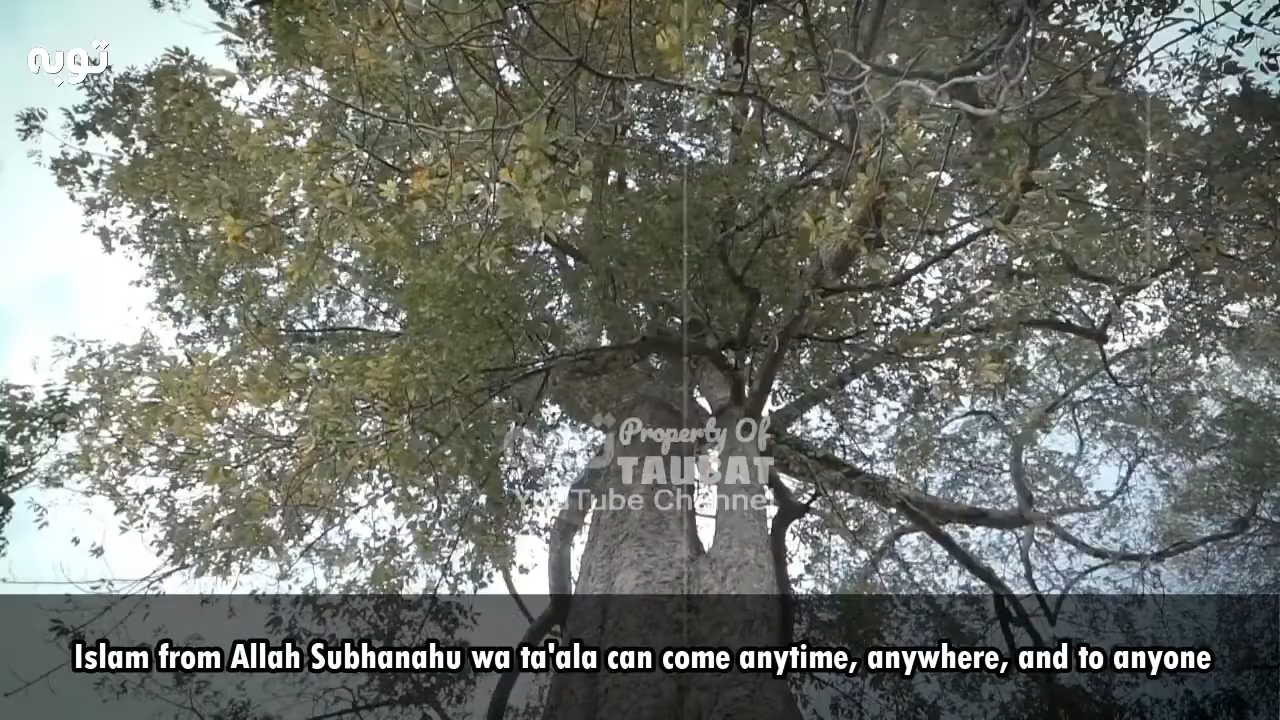 توبه
Property Of
TAUBAT
YouTube Channel
Islam from Allah Subhanahu wa ta'ala can come anytime, anywhere, and to anyone